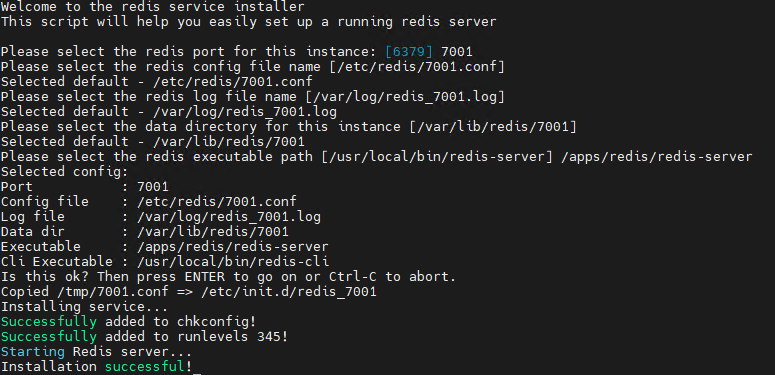 Welcome to the redis service installer
This script will help you easily set up a running redis server

Please select the redis port for this instance: [6379] 7001
Please select the redis config file name [/etc/redis/7001.conf]
Selected default - /etc/redis/7001.conf
Please select the redis log file name [/var/log/redis_7001.log]
Selected default - /var/log/redis_7001.log
Please select the data directory for this instance [/var/lib/redis/7001]
Selected default - /var/lib/redis/7001
Please select the redis executable path [/usr/local/bin/redis-server] /apps/redis/redis-server
Selected config:
Port           : 7001
Config file    : /etc/redis/7001.conf
Log file       : /var/log/redis_7001.log
Data dir       : /var/lib/redis/7001
Executable     : /apps/redis/redis-server
Cli Executable : /usr/local/bin/redis-cli
Is this ok? Then press ENTER to go on or Ctrl-C to abort.
Copied /tmp/7001.conf => /etc/init.d/redis_7001
Installing service...
Successfully added to chkconfig!
Successfully added to runlevels 345!
Starting Redis server...
Installation successful!